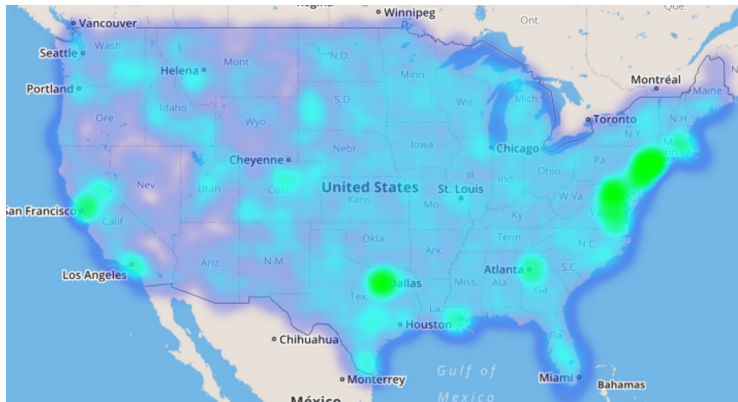 Regina
Winnipeg
Ont.
Que.
Vancouver
Seattle
Wash.
Portland
Helena
Mont.
N.D.
Minn.
Montréal
Ore.
Idaho
Wyo.
S.D.
Wis.
Mich.
Toronto
N.Y.
N.H.
Maine
Mass.
Cheyenne
Nebr.
Iowa
Chicago
Pa.
San Francisco
Nev.
Utah
Colo.
United States
Kans.
St. Louis
Mo.
Ill.
Ind.
Ohio
W.Va.
Va.
Ky.
Calif
Los Angeles
Ariz.
N.M
Okla.
Ark.
Tenn.
N.C.
S.C.
Atlanta
Dallas
Tex.
Miss.
Ala.
Ga.
La.
Houston
Chihuahua
Fla.
Monterrey
Gulf of
Mexico
Miami
Bahamas
México